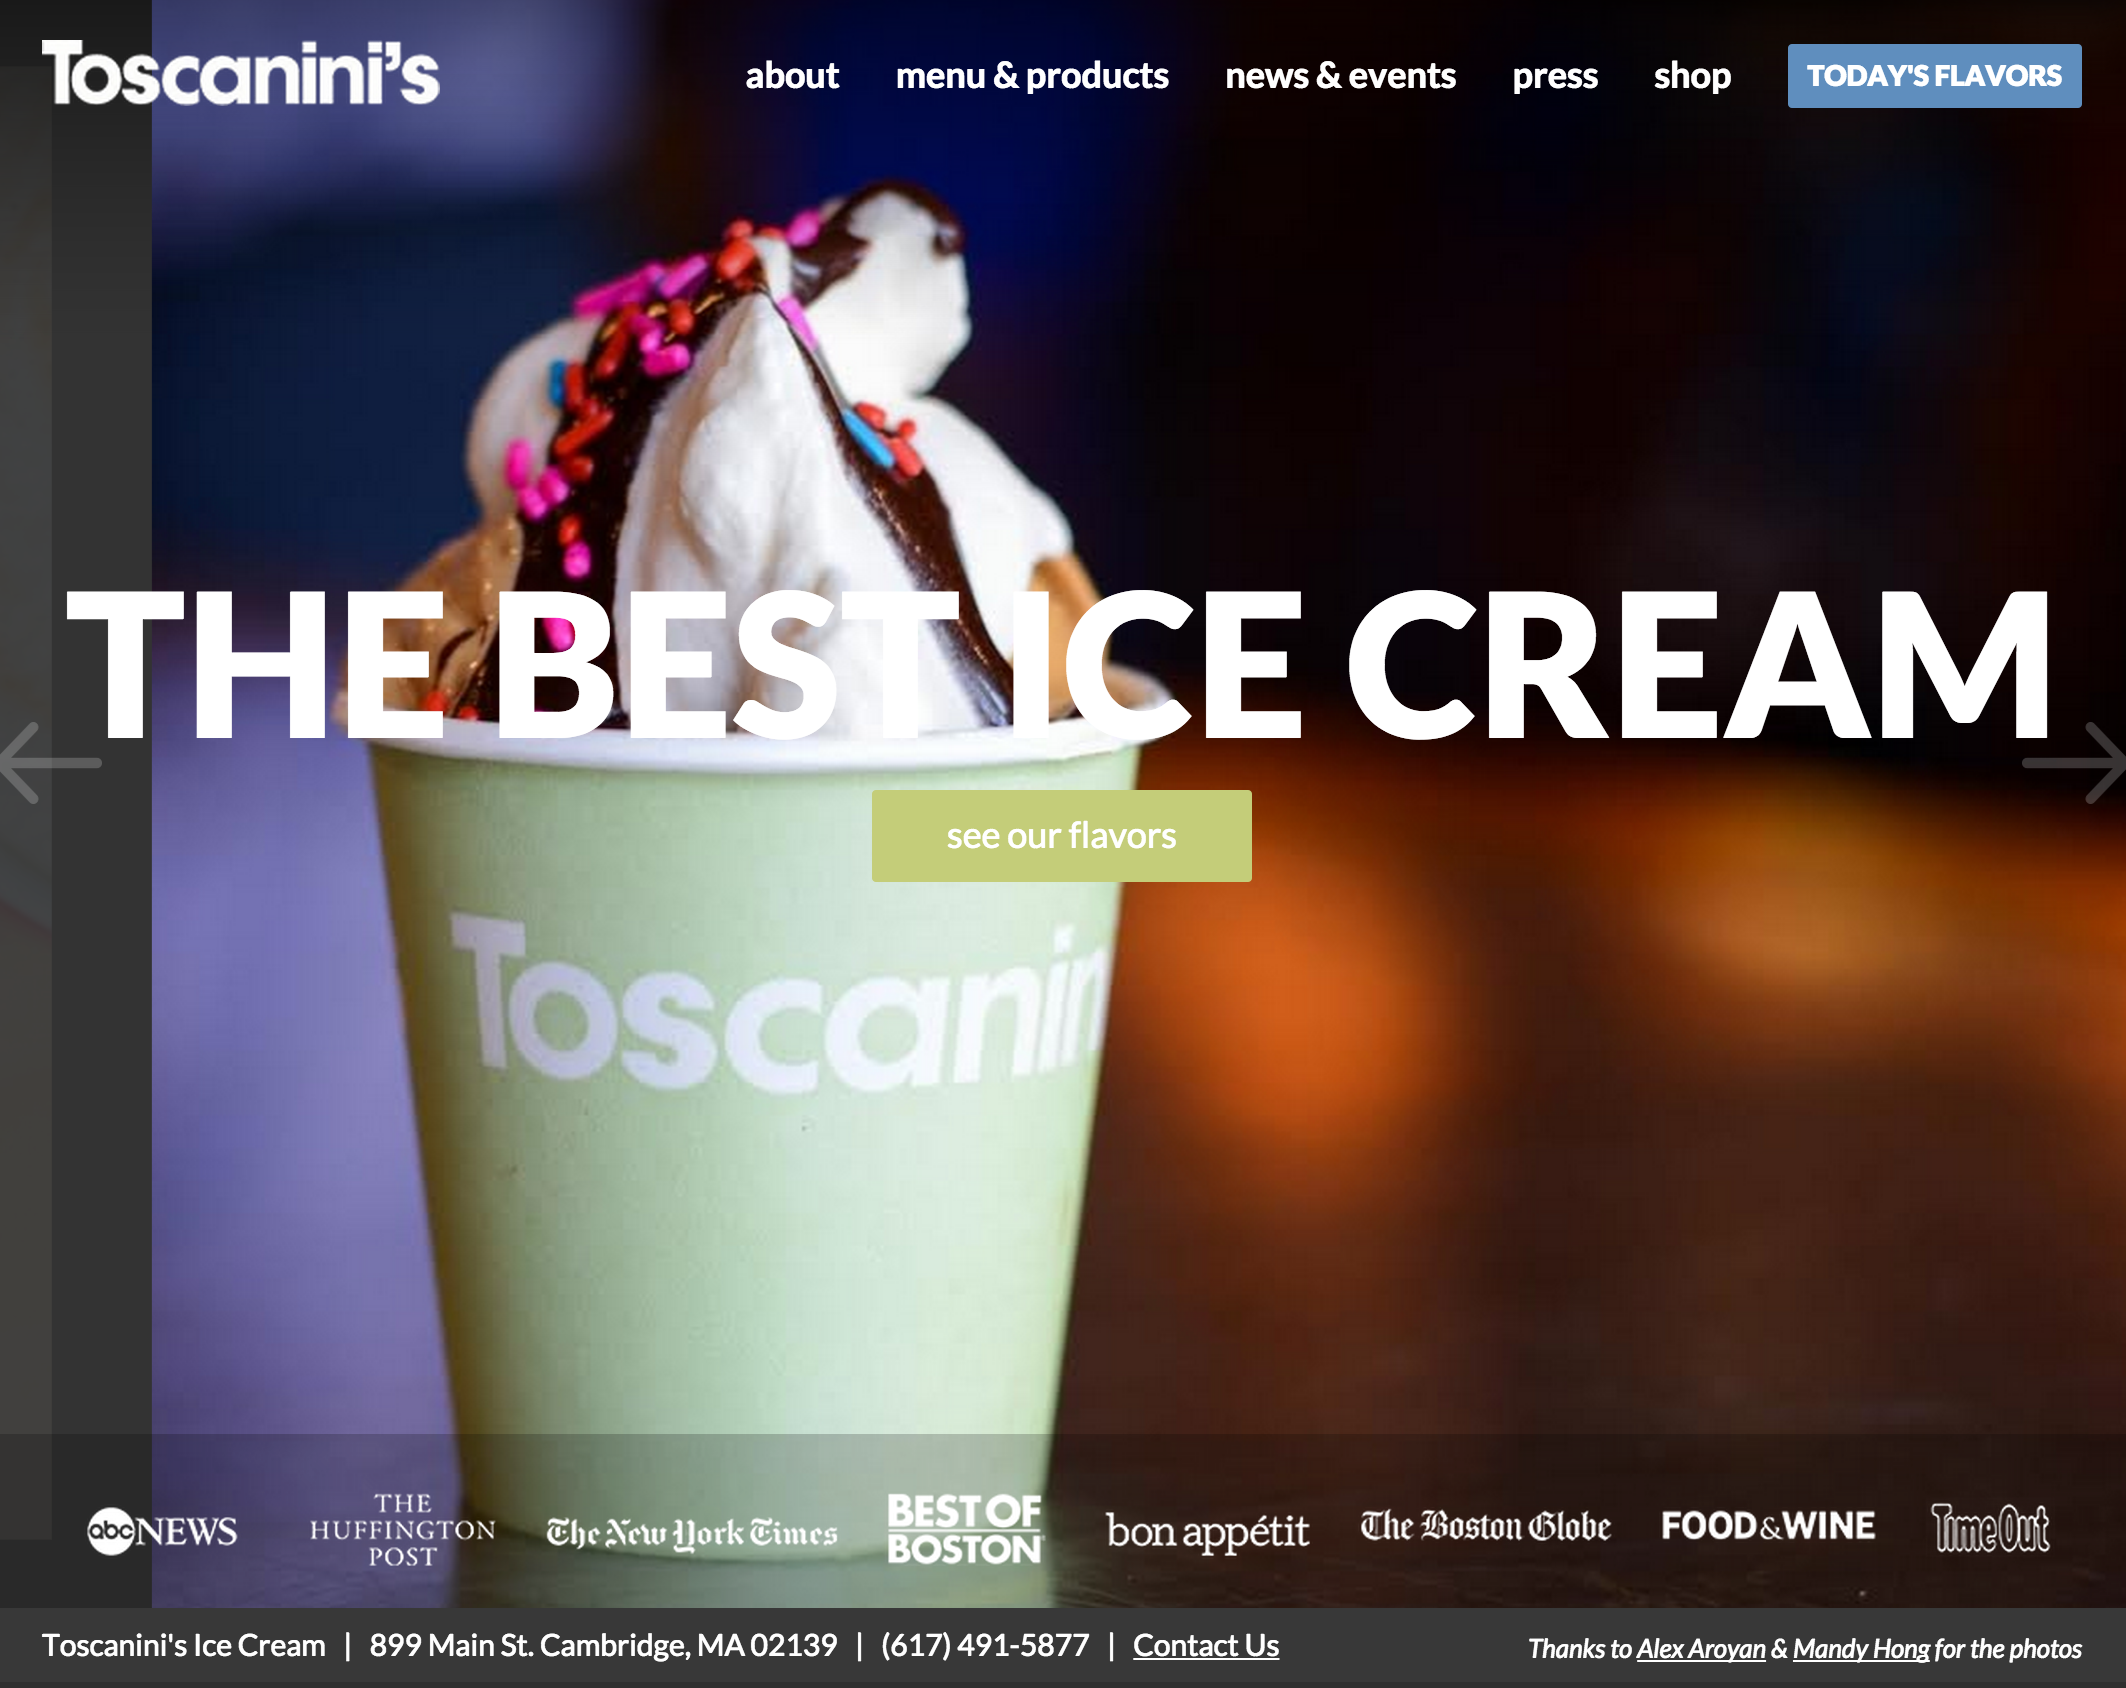 Toscanini's
about
menu & products
news & events
press
shop
TODAY'S FLAVORS
THE BEST ICE CREAM
see our flavors
Toscanin
abc NEWS
THE
HUFFINGTON
POST
The New York Times
BEST OF
BOSTON
bon appétit
The Boston Globe
FOOD & WINE
TimeOut
Toscanini's Ice Cream | 899 Main St. Cambridge, MA 02139 | (617) 491-5877 | Contact Us
Thanks to Alex Aroyan & Mandy Hong for the photos